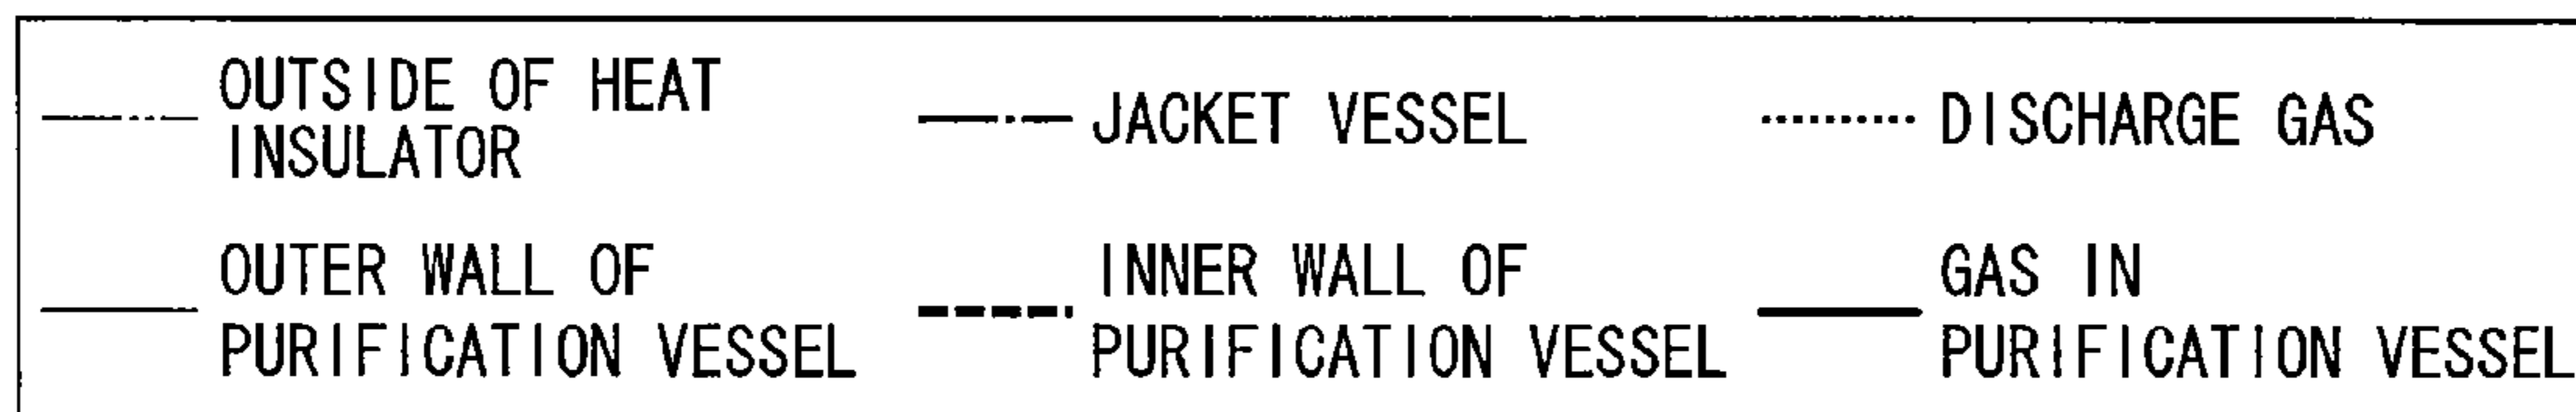 OUTSIDE OF HEAT
INSULATOR
JACKET VESSEL
DISCHARGE GAS
OUTER WALL OF
PURIFICATION VESSEL
INNER WALL OF
PURIFICATION VESSEL
GAS IN
PURIFICATION VESSEL